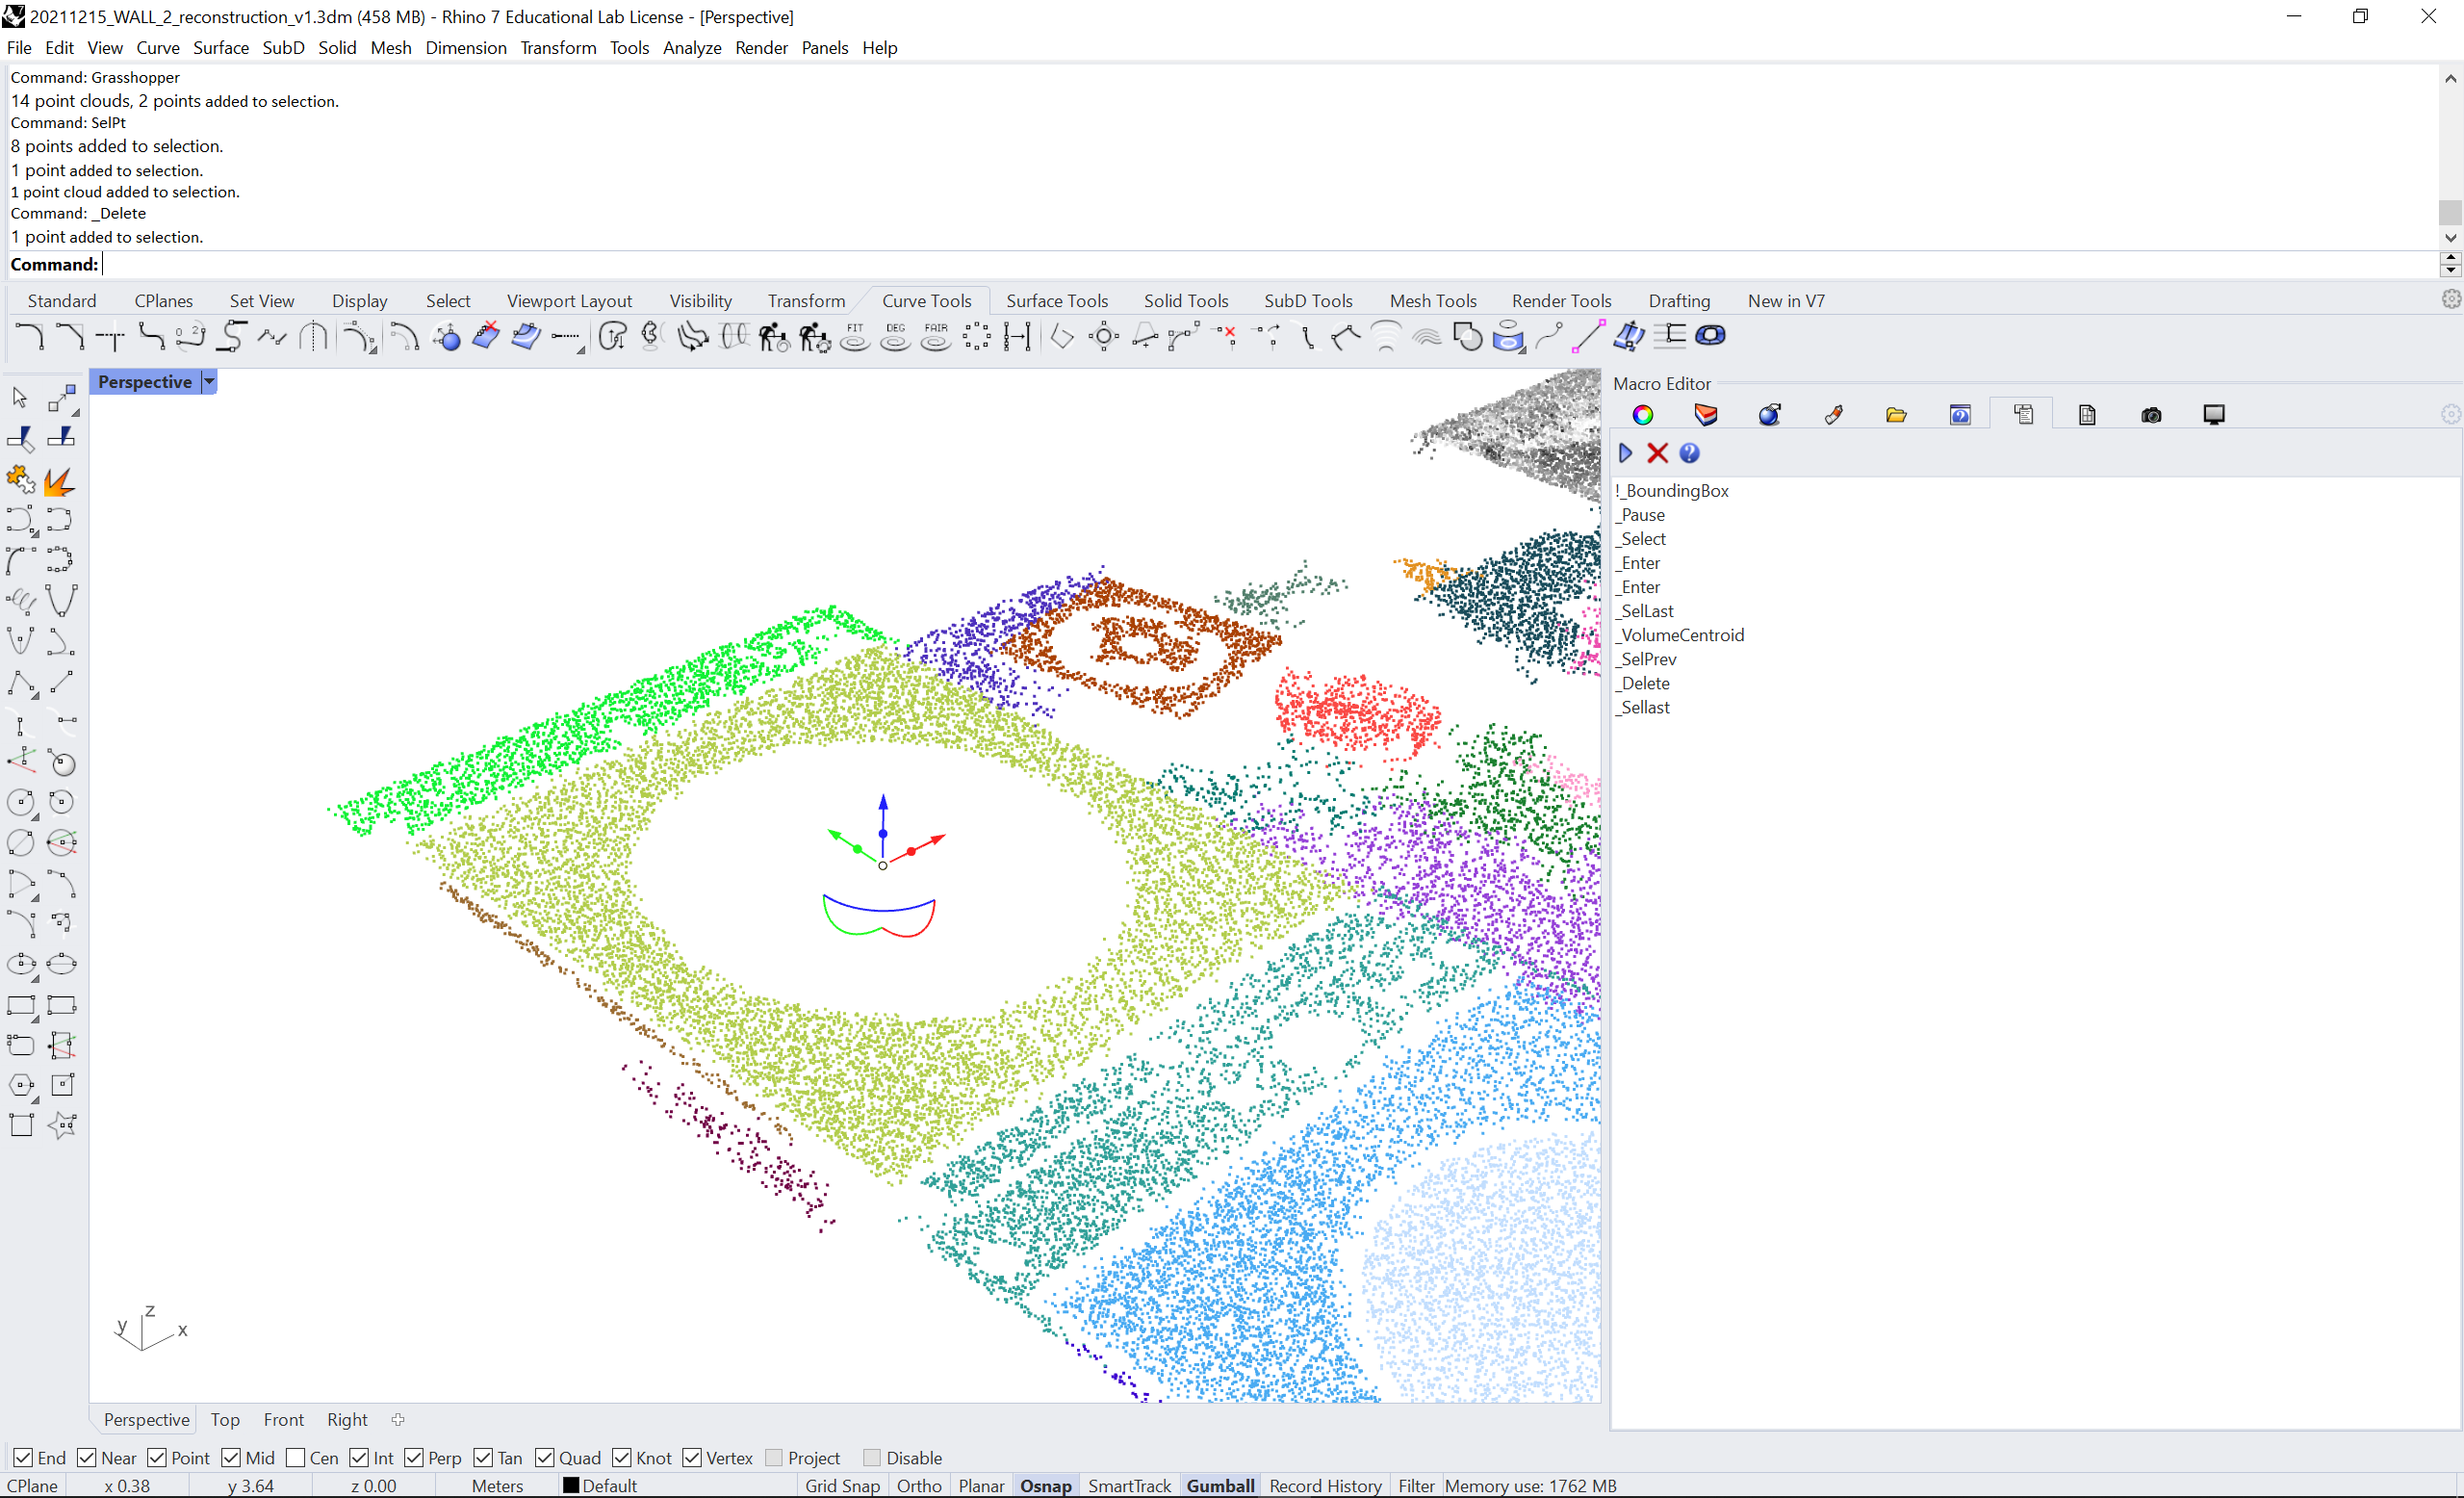 20211215_WALL_2_reconstruction_v1.3dm (458 MB) - Rhino 7 Educational Lab License - [Perspective]
File Edit View Curve Surface SubD Solid Mesh Dimension Transform Tools Analyze Render Panels Help
Command: Grasshopper
14 point clouds, 2 points added to selection.
Command: SelPt
8 points added to selection.
1 point added to selection.
1 point cloud added to selection.
Command: _Delete
1 point added to selection.
Command:
Standard CPlanes Set View Display Select Viewport Layout Visibility Transform Curve Tools Surface Tools Solid Tools SubD Tools Mesh Tools Render Tools Drafting New in V7
FIT DEG FAIR
Perspective
Macro Editor
!_BoundingBox
_Pause
_Select
_Enter
_Enter
_SelLast
_VolumeCentroid
_SelPrev
_Delete
_Sellast
z
y x
Perspective Top Front Right
End Near Point Mid Cen Int Perp Tan Quad Knot Vertex Project Disable
CPlane x 0.38 y 3.64 z 0.00 Meters Default Grid Snap Ortho Planar Osnap SmartTrack Gumball Record History Filter Memory use: 1762 MB